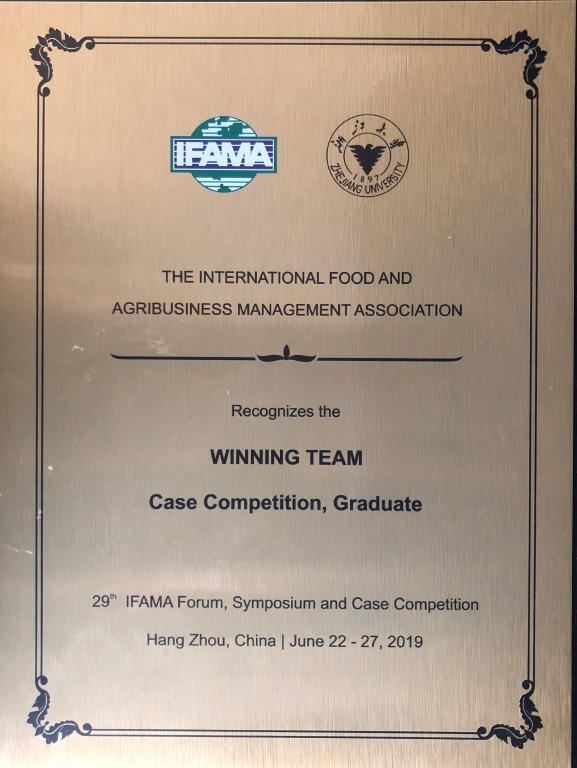 IFAMA
浙江大学
1897
ZHEJIANG UNIVERSITY
THE INTERNATIONAL FOOD AND
AGRIBUSINESS MANAGEMENT ASSOCIATION
Recognizes the
WINNING TEAM
Case Competition, Graduate
29th IFAMA Forum, Symposium and Case Competition
Hang Zhou, China | June 22 - 27, 2019